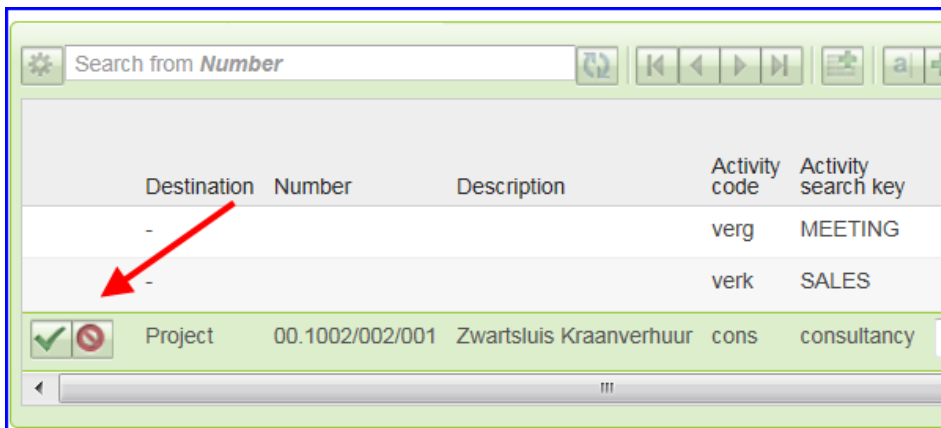 Search from Number
a
Destination Number Description Activity code Activity search key
- verg MEETING
- verk SALES
Project 00.1002/002/001 Zwartsluis Kraanverhuur cons consultancy